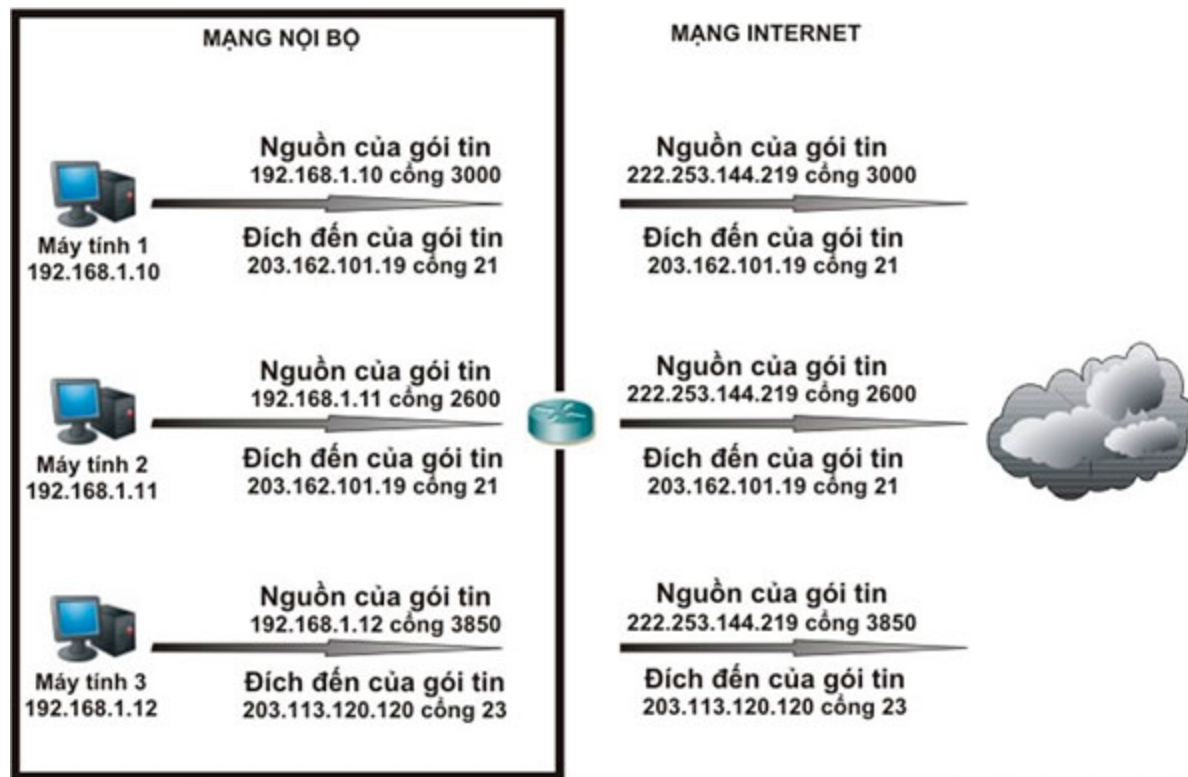 MẠNG NỘI BỘ
MẠNG INTERNET
Nguồn của gói tin
192.168.1.10 cổng 3000
Đích đến của gói tin
203.162.101.19 cổng 21
Máy tính 1
192.168.1.10
Nguồn của gói tin
222.253.144.219 cổng 3000
Đích đến của gói tin
203.162.101.19 cổng 21
Nguồn của gói tin
192.168.1.11 cổng 2600
Đích đến của gói tin
203.162.101.19 cổng 21
Máy tính 2
192.168.1.11
Nguồn của gói tin
222.253.144.219 cổng 2600
Đích đến của gói tin
203.162.101.19 cổng 21
Nguồn của gói tin
192.168.1.12 cổng 3850
Đích đến của gói tin
203.113.120.120 cổng 23
Máy tính 3
192.168.1.12
Nguồn của gói tin
222.253.144.219 cổng 3850
Đích đến của gói tin
203.113.120.120 cổng 23